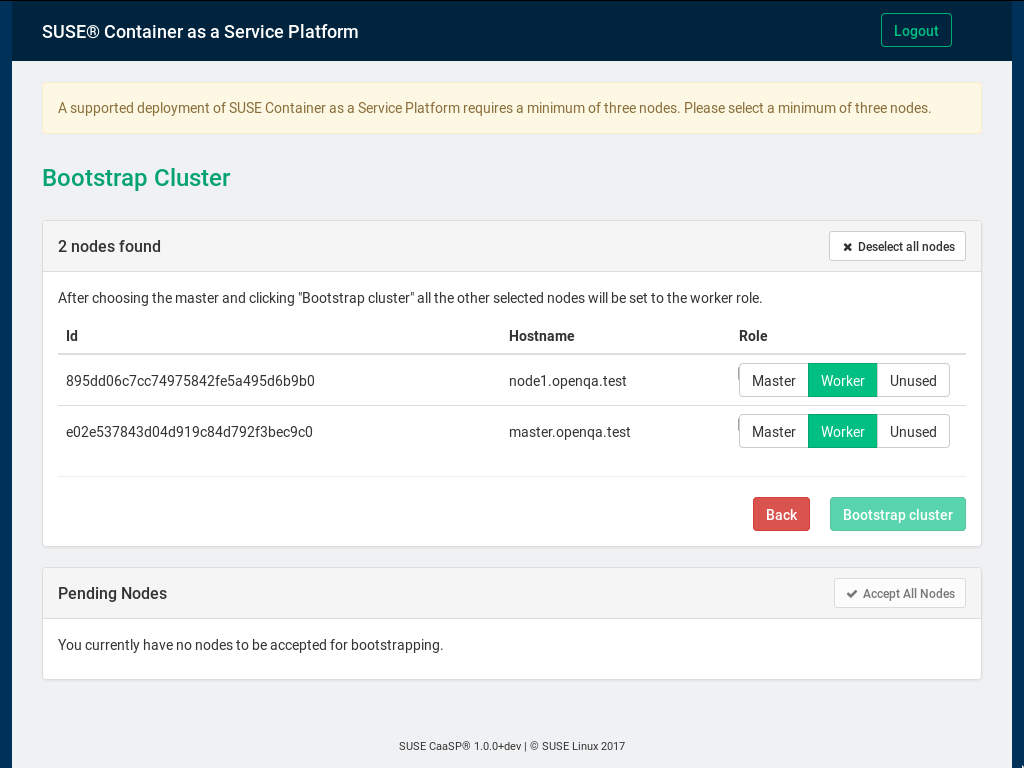 SUSE® Container as a Service Platform
Logout
A supported deployment of SUSE Container as a Service Platform requires a minimum of three nodes. Please select a minimum of three nodes.
Bootstrap Cluster
2 nodes found
Deselect all nodes
After choosing the master and clicking "Bootstrap cluster" all the other selected nodes will be set to the worker role.
Id Hostname Role
895dd06c7cc74975842fe5a495d6b9b0 node1.openqa.test Master Worker Unused
e02e537843d04d919c84d792f3bec9c0 master.openqa.test Master Worker Unused
Back Bootstrap cluster
Pending Nodes
Accept All Nodes
You currently have no nodes to be accepted for bootstrapping.
SUSE CaaSP® 1.0.0+dev | © SUSE Linux 2017